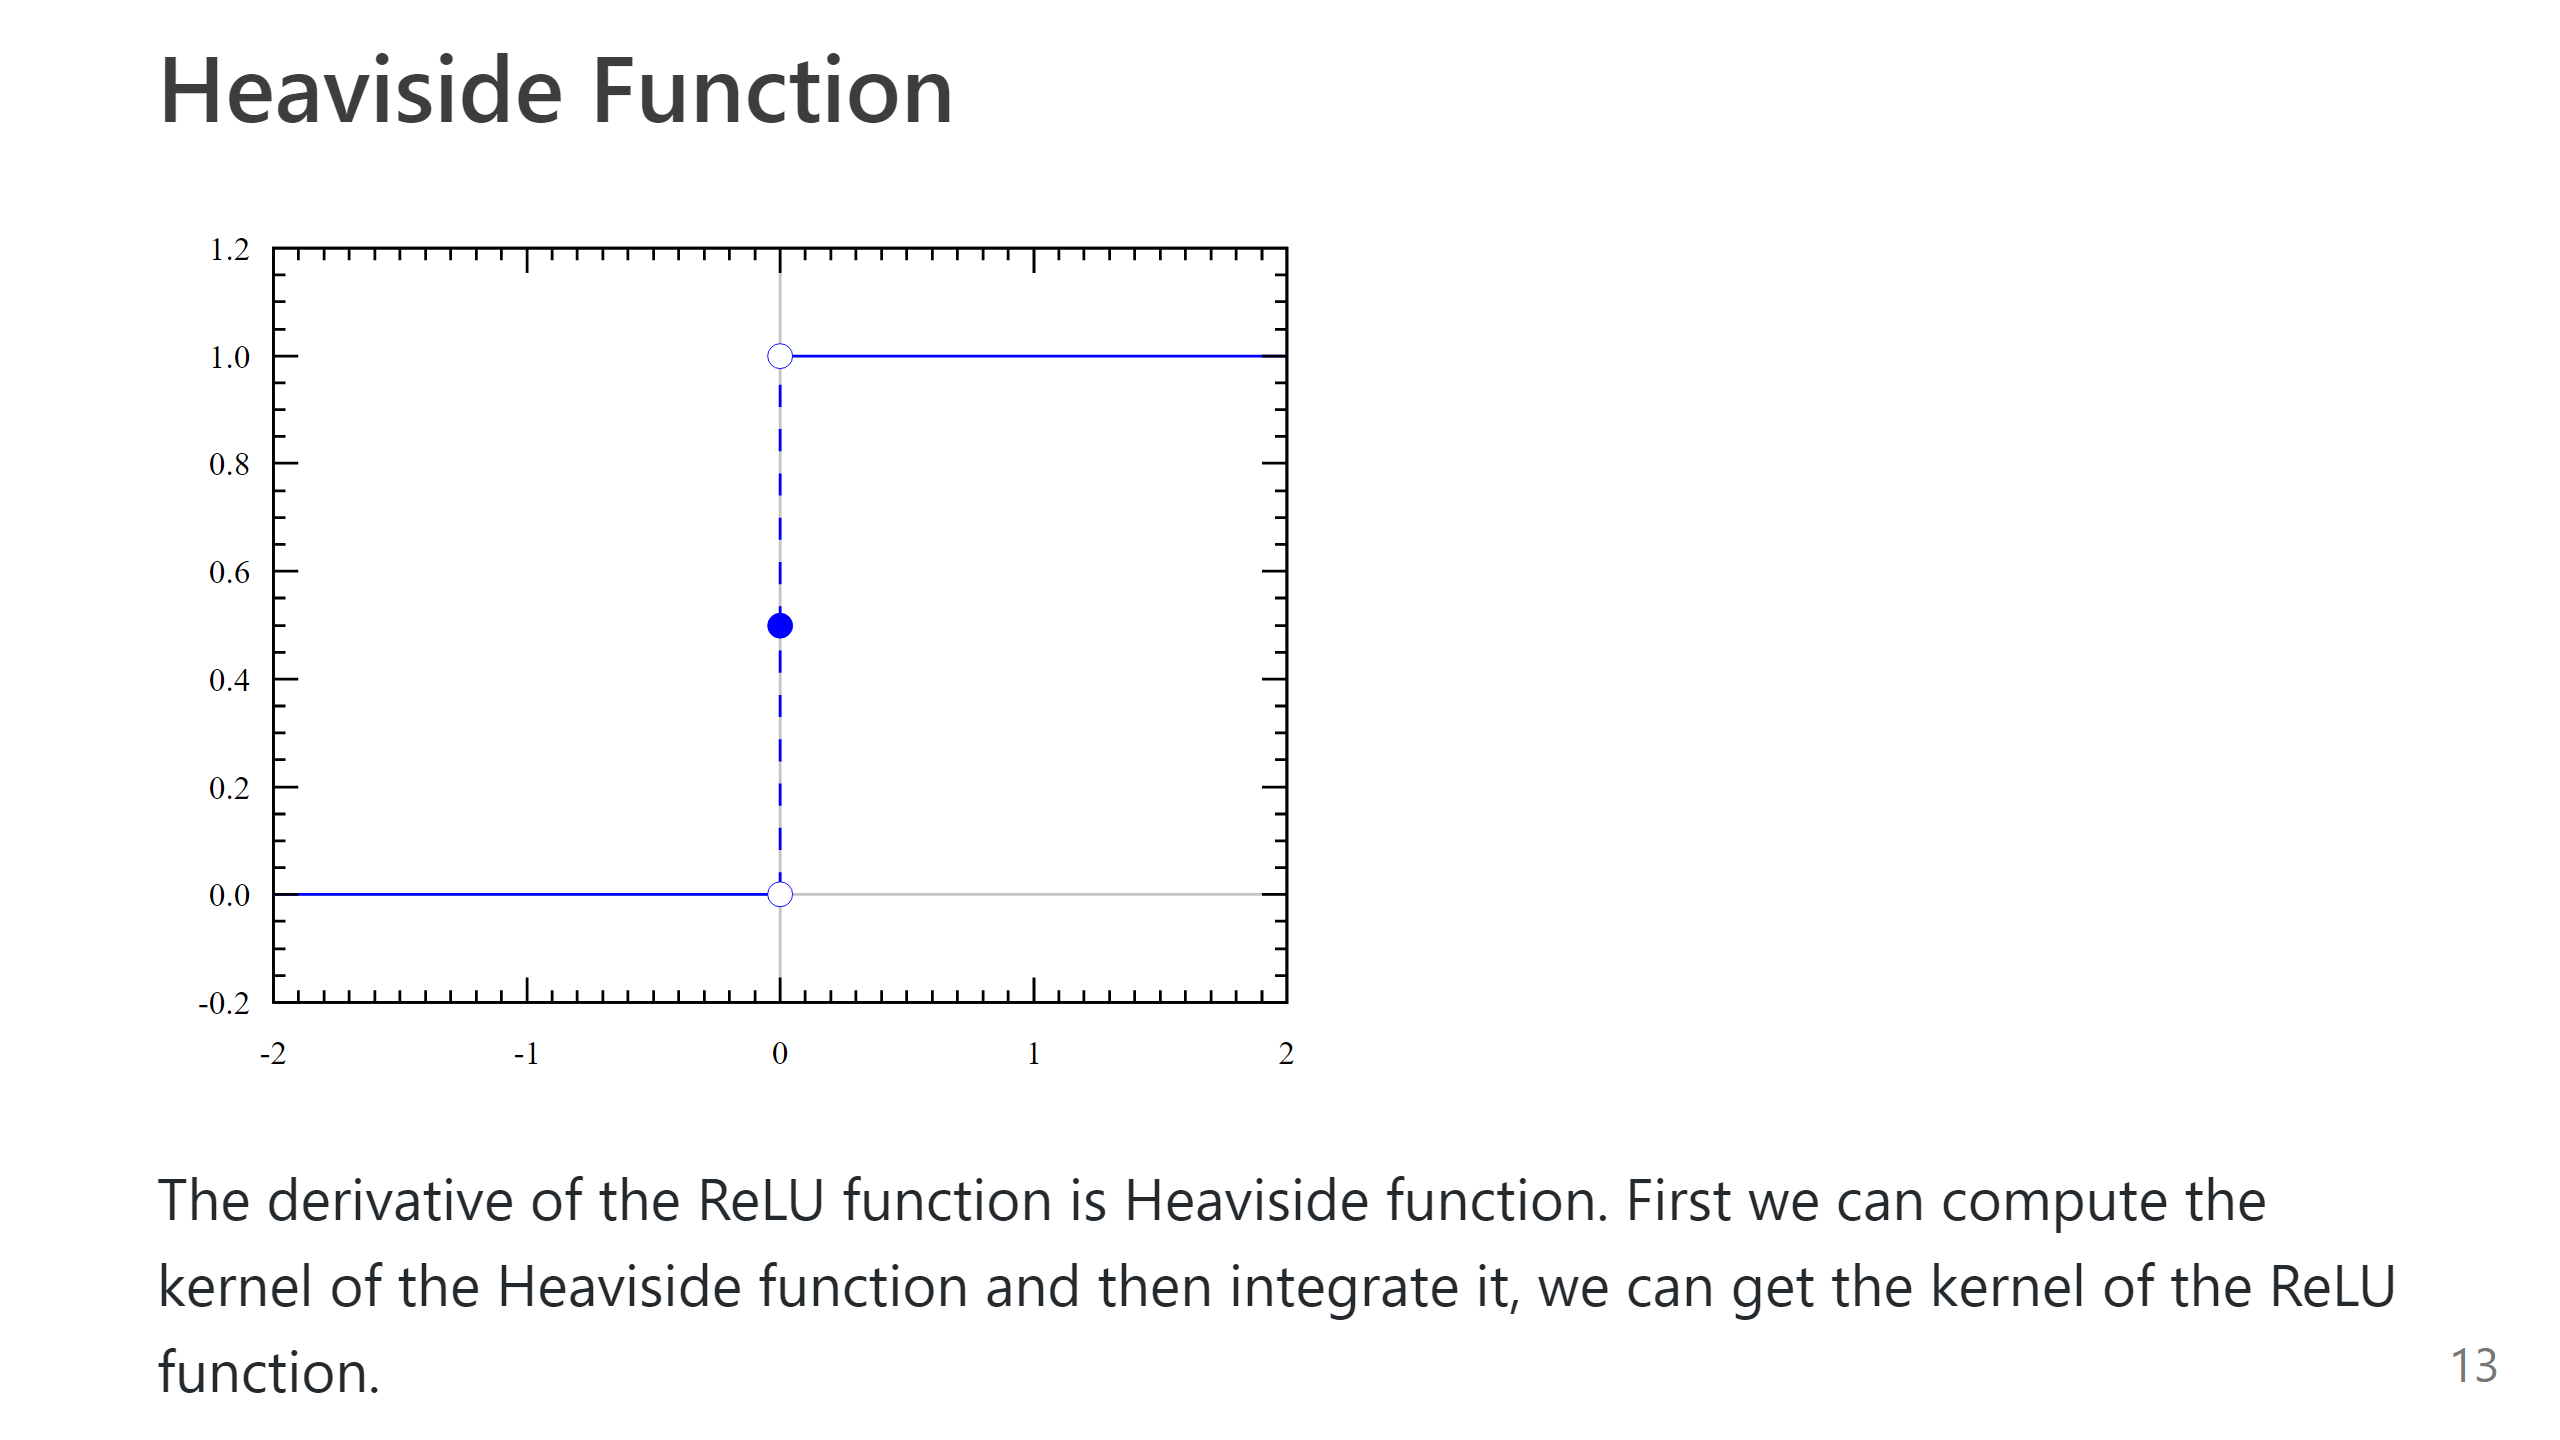 Heaviside Function
1.2
1.0
0.8
0.6
0.4
0.2
0.0
-0.2
-2 -1 0 1 2
The derivative of the ReLU function is Heaviside function. First we can compute the
kernel of the Heaviside function and then integrate it, we can get the kernel of the ReLU
function.
13